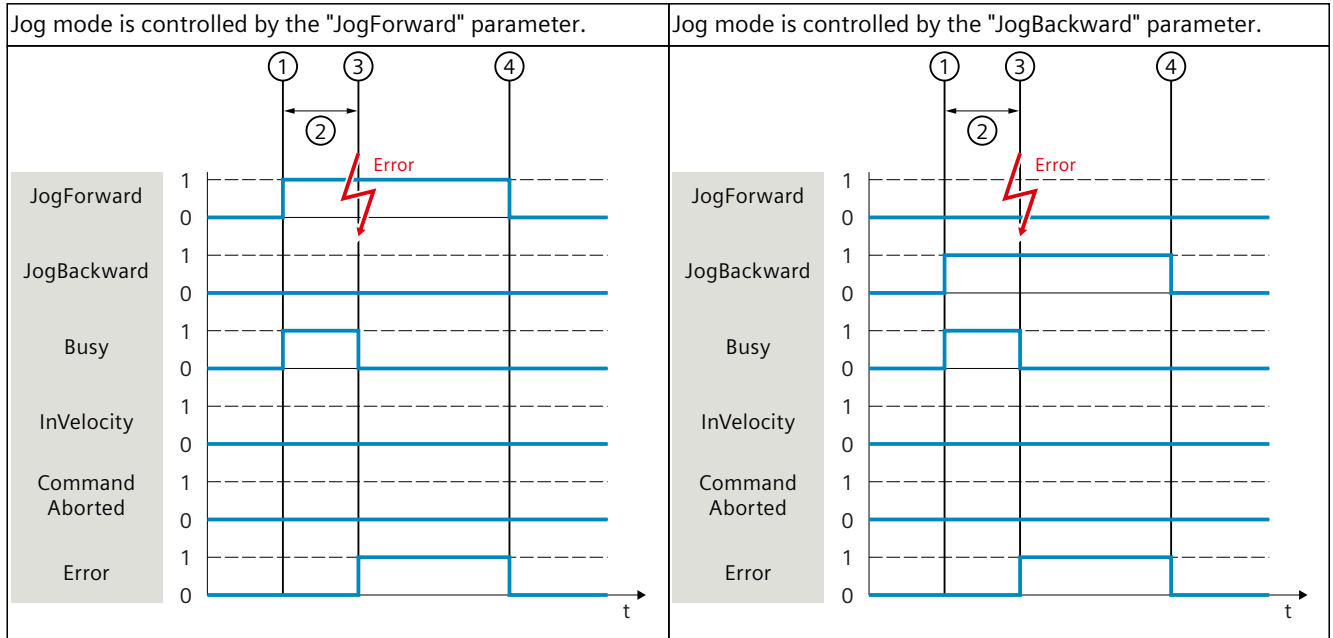 Jog mode is controlled by the "JogForward" parameter.
① ③ ④
②
Error
JogForward 1
0
JogBackward 1
0
Busy 1
0
InVelocity 1
0
Command
Aborted 1
0
Error 1
0
t
Jog mode is controlled by the "JogBackward" parameter.
① ③ ④
②
Error
JogForward 1
0
JogBackward 1
0
Busy 1
0
InVelocity 1
0
Command
Aborted 1
0
Error 1
0
t